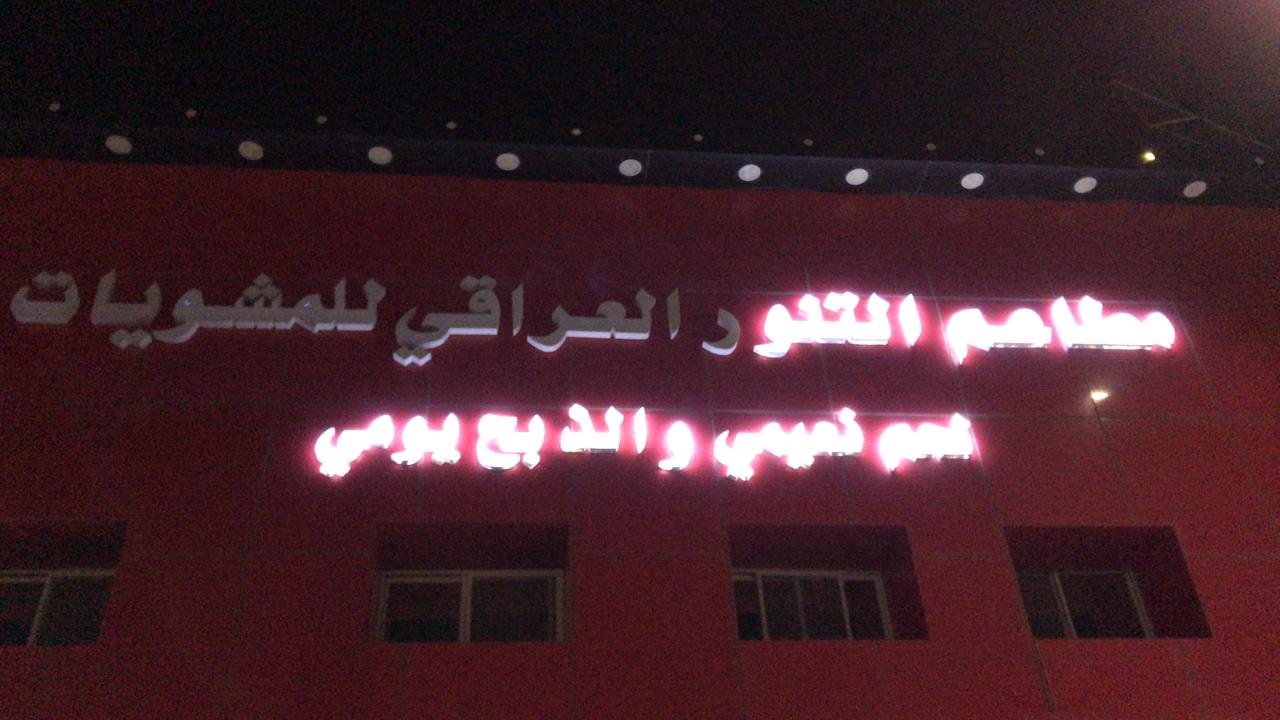 مطاعم التنور العراقي للمشويات
لحم نعيمي والذبح يومي